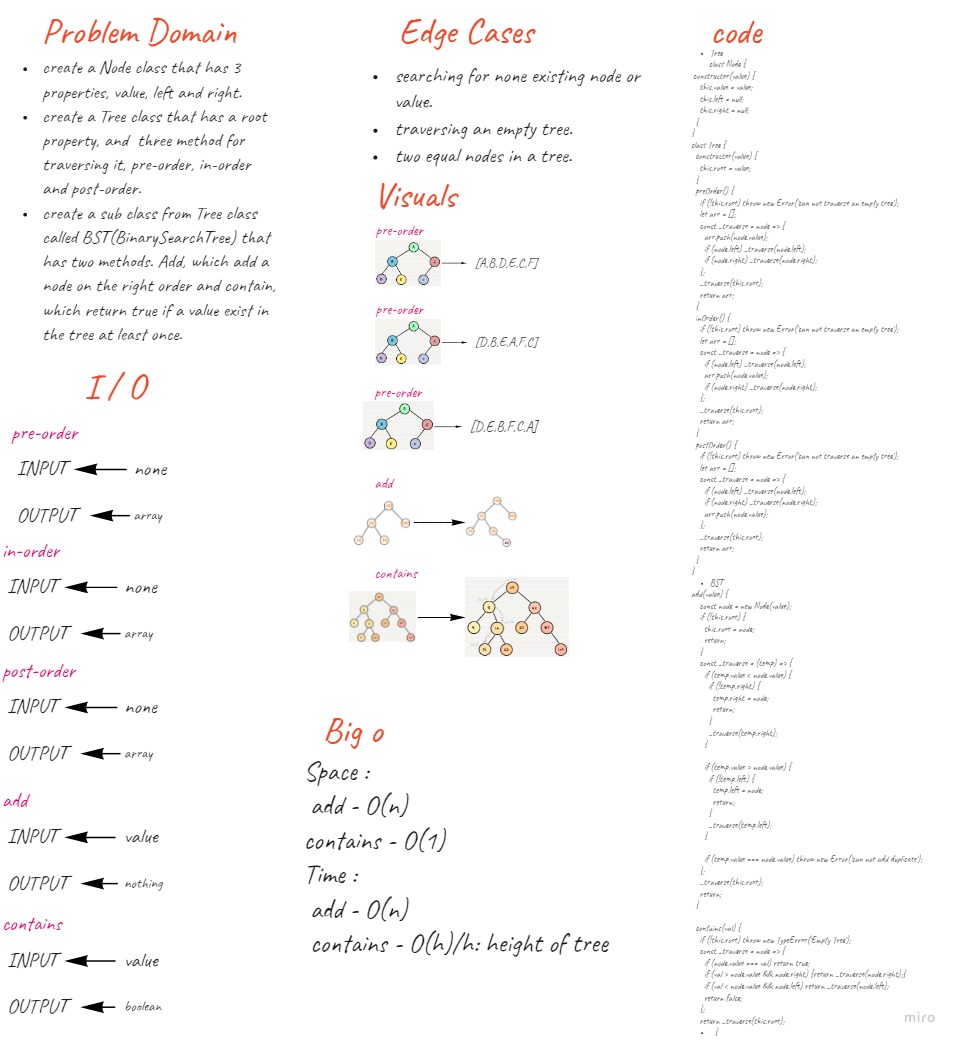 Problem Domain
create a Node class that has 3
properties, value, left and right.
create a Tree class that has a root
property, and three method for
traversing it, pre-order, in-order
and post-order.
create a sub class from Tree class
called BST(BinarySearchTree) that
has two methods. Add, which add a
node on the right order and contain,
which return true if a value exist in
the tree at least once.
I / O
pre-order
INPUT none
OUTPUT array
in-order
INPUT none
OUTPUT array
post-order
INPUT none
OUTPUT array
add
INPUT value
OUTPUT nothing
contains
INPUT value
OUTPUT boolean
Edge Cases
searching for none existing node or
value.
traversing an empty tree.
two equal nodes in a tree.
Visuals
pre-order
[A,B,D,E,C,F]
pre-order
[D,B,E,A,F,C]
pre-order
[D,E,B,F,C,A]
add
contains
Big o
Space :
add - O(n)
contains - O(1)
Time :
add - O(n)
contains - O(h)/h: height of tree
code
Tree
class Node {
constructor(value) {
this.value = value;
this.left = null;
this.right = null;
}
}
class Tree {
constructor(value) {
this.root = value;
}
preOrder() {
if (!this.root) throw new Error('can not traverse an empty tree');
let arr = [];
const _traverse = node => {
arr.push(node.value);
if (node.left) _traverse(node.left);
if (node.right) _traverse(node.right);
};
_traverse(this.root);
return arr;
}
inOrder() {
if (!this.root) throw new Error('can not traverse an empty tree');
let arr = [];
const _traverse = node => {
if (node.left) _traverse(node.left);
arr.push(node.value);
if (node.right) _traverse(node.right);
};
_traverse(this.root);
return arr;
}
postOrder() {
if (!this.root) throw new Error('can not traverse an empty tree');
let arr = [];
const _traverse = node => {
if (node.left) _traverse(node.left);
if (node.right) _traverse(node.right);
arr.push(node.value);
};
_traverse(this.root);
return arr;
}
}
BST
add(value) {
const node = new Node(value);
if (!this.root) {
this.root = node;
return;
}
const _traverse = (temp) => {
if (temp.value < node.value) {
if (!temp.right) {
temp.right = node;
return;
}
_traverse(temp.right);
}
if (temp.value > node.value) {
if (!temp.left) {
temp.left = node;
return;
}
_traverse(temp.left);
}
if (temp.value === node.value) throw new Error('can not add duplicate');
};
_traverse(this.root);
return;
}
contains(val) {
if (!this.root) throw new TypeError('Empty Tree');
const _traverse = node => {
if (node.value === val) return true;
if (val > node.value && node.right) {return _traverse(node.right);}
if (val < node.value && node.left) return _traverse(node.left);
return false;
};
return _traverse(this.root);
}
miro